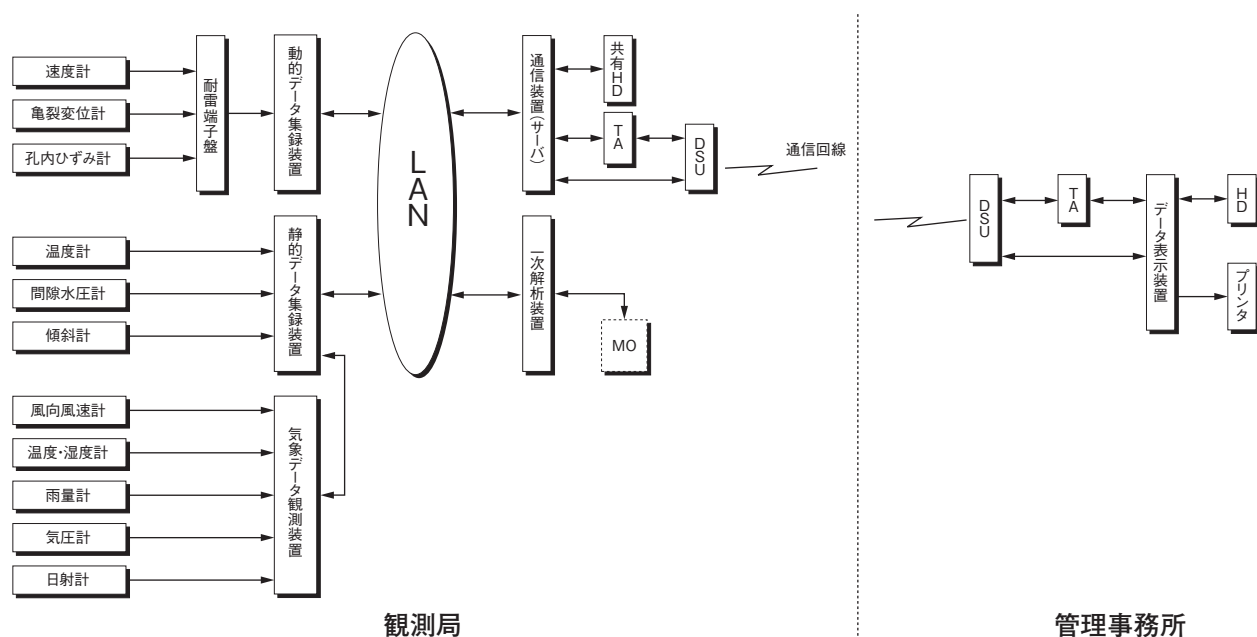 速度計
亀裂変位計
孔内ひずみ計
耐雷端子盤
動的データ集録装置
温度計
間隙水圧計
傾斜計
静的データ集録装置
風向風速計
温度・湿度計
雨量計
気圧計
日射計
気象データ観測装置
LAN
通信装置(サーバ)
共有HD
TA
DSU
通信回線
一次解析装置
MO
観測局
DSU
TA
データ表示装置
HD
プリンタ
管理事務所